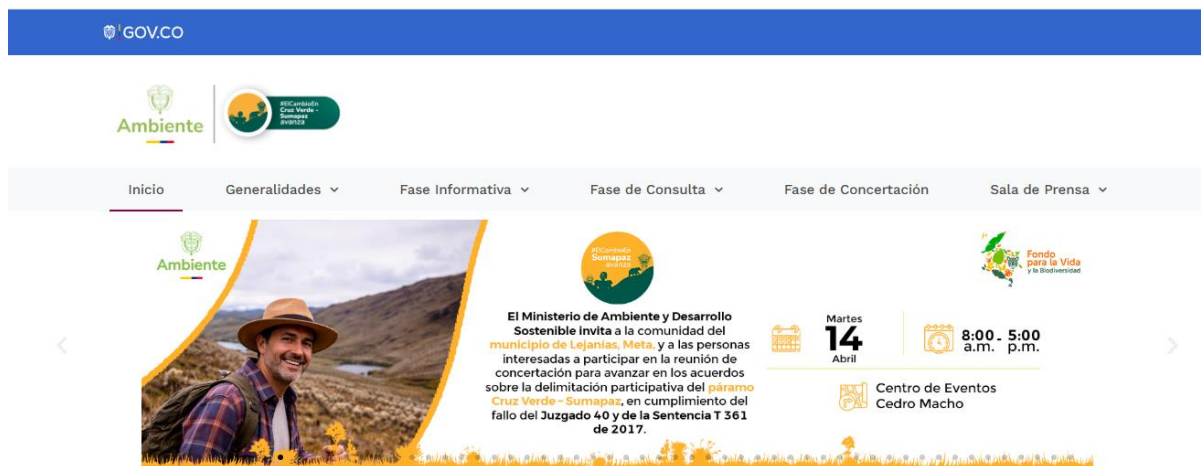 GOV.CO
Ambiente
#ElCambioEn
Cruz Verde -
Sumapaz
avanza
Inicio
Generalidades
Fase Informativa
Fase de Consulta
Fase de Concertación
Sala de Prensa
Ambiente
#ElCambioEn
Sumapaz
avanza
Fondo
para la Vida
y la Biodiversidad
El Ministerio de Ambiente y Desarrollo
Sostenible invita a la comunidad del
municipio de Lejanías, Meta, y a las personas
interesadas a participar en la reunión de
concertación para avanzar en los acuerdos
sobre la delimitación participativa del páramo
Cruz Verde – Sumapaz, en cumplimiento del
fallo del Juzgado 40 y de la Sentencia T 361
de 2017.
Martes
14
Abril
8:00 - 5:00
a.m. p.m.
Centro de Eventos
Cedro Macho